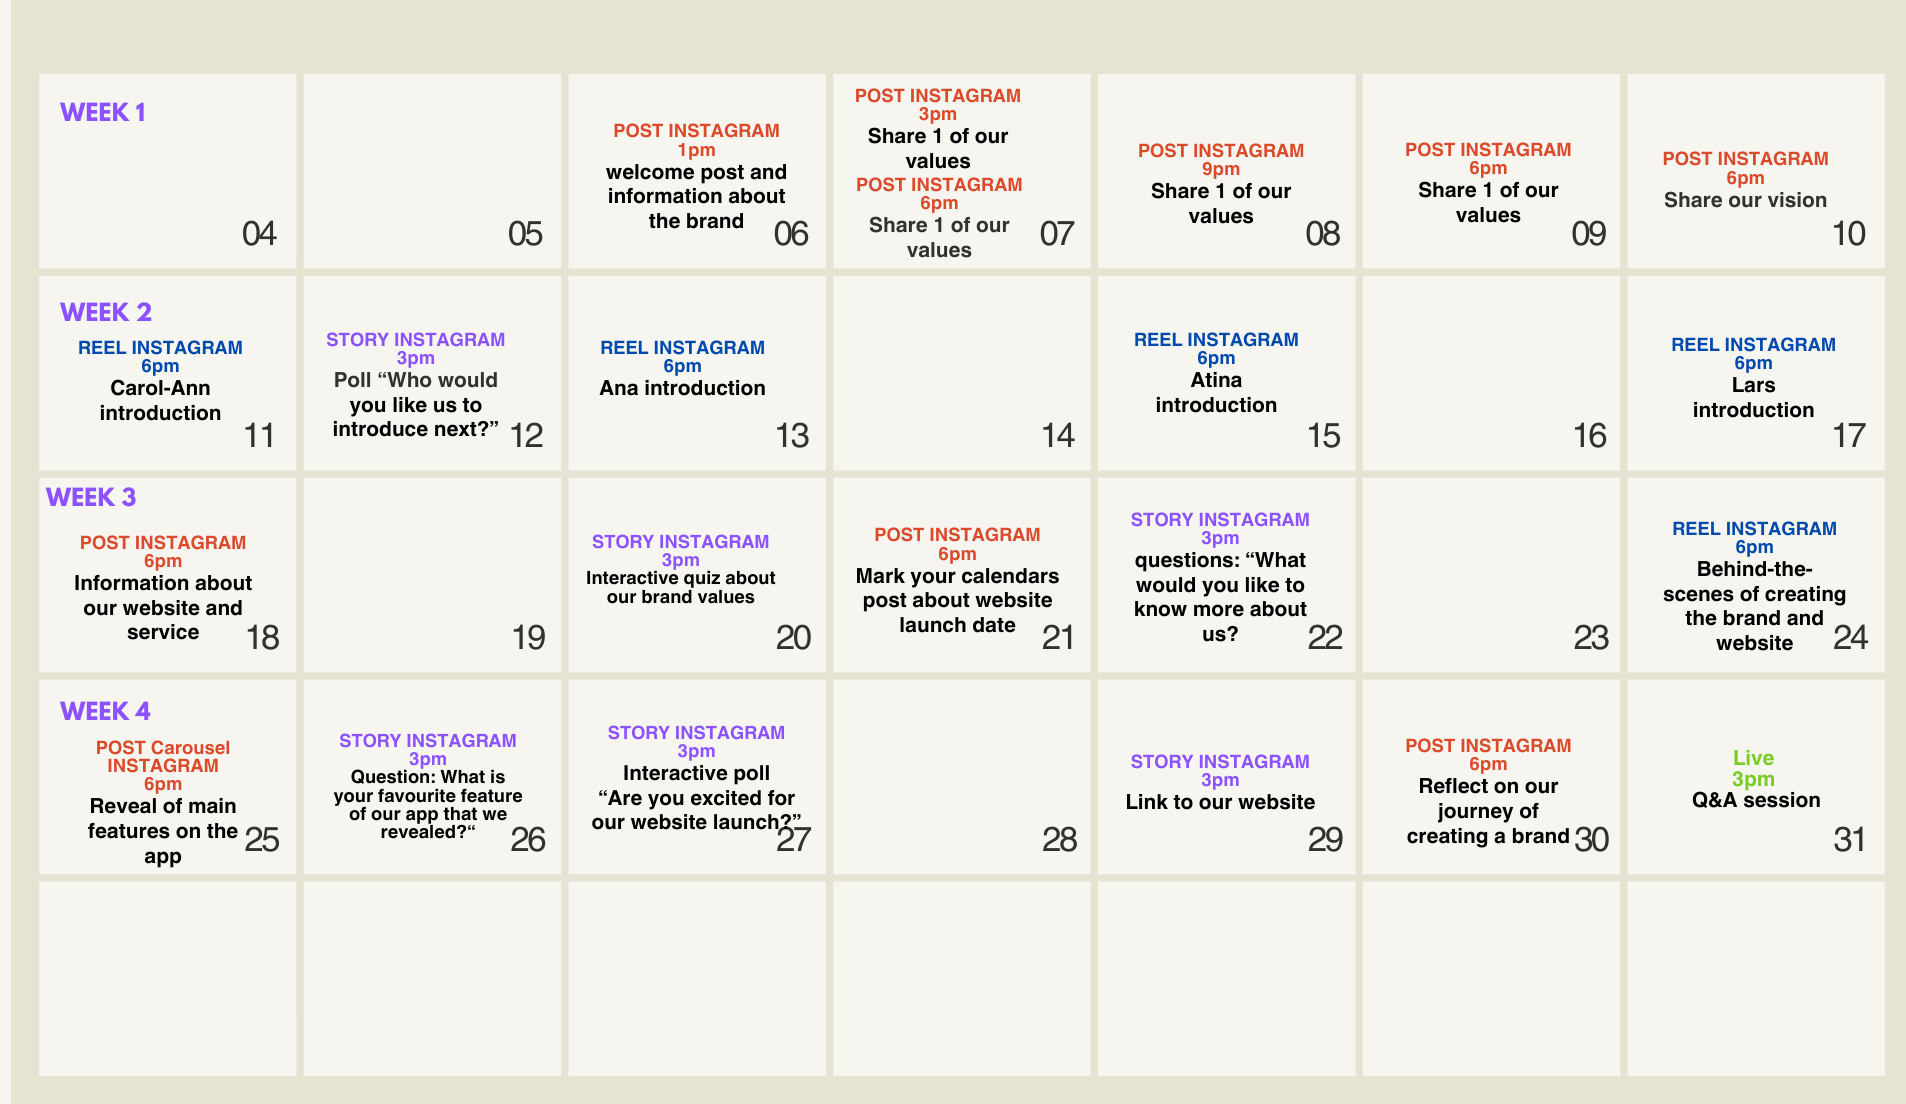 WEEK 1
04
05
POST INSTAGRAM
1pm
welcome post and
information about
the brand
06
POST INSTAGRAM
3pm
Share 1 of our
values
POST INSTAGRAM
6pm
Share 1 of our
values
07
POST INSTAGRAM
9pm
Share 1 of our
values
08
POST INSTAGRAM
6pm
Share 1 of our
values
09
POST INSTAGRAM
6pm
Share our vision
10
WEEK 2
REEL INSTAGRAM
6pm
Carol-Ann
introduction
11
STORY INSTAGRAM
3pm
Poll “Who would
you like us to
introduce next?”
12
REEL INSTAGRAM
6pm
Ana introduction
13
14
REEL INSTAGRAM
6pm
Atina
introduction
15
16
REEL INSTAGRAM
6pm
Lars
introduction
17
WEEK 3
POST INSTAGRAM
6pm
Information about
our website and
service
18
19
STORY INSTAGRAM
3pm
Interactive quiz about
our brand values
20
POST INSTAGRAM
6pm
Mark your calendars
post about website
launch date
21
STORY INSTAGRAM
3pm
questions: “What
would you like to
know more about
us?
22
23
REEL INSTAGRAM
6pm
Behind-the-
scenes of creating
the brand and
website
24
WEEK 4
POST Carousel
INSTAGRAM
6pm
Reveal of main
features on the
app
25
STORY INSTAGRAM
3pm
Question: What is
your favourite feature
of our app that we
revealed?“
26
STORY INSTAGRAM
3pm
Interactive poll
“Are you excited for
our website launch?”
27
28
STORY INSTAGRAM
3pm
Link to our website
29
POST INSTAGRAM
6pm
Reflect on our
journey of
creating a brand
30
Live
3pm
Q&A session
31